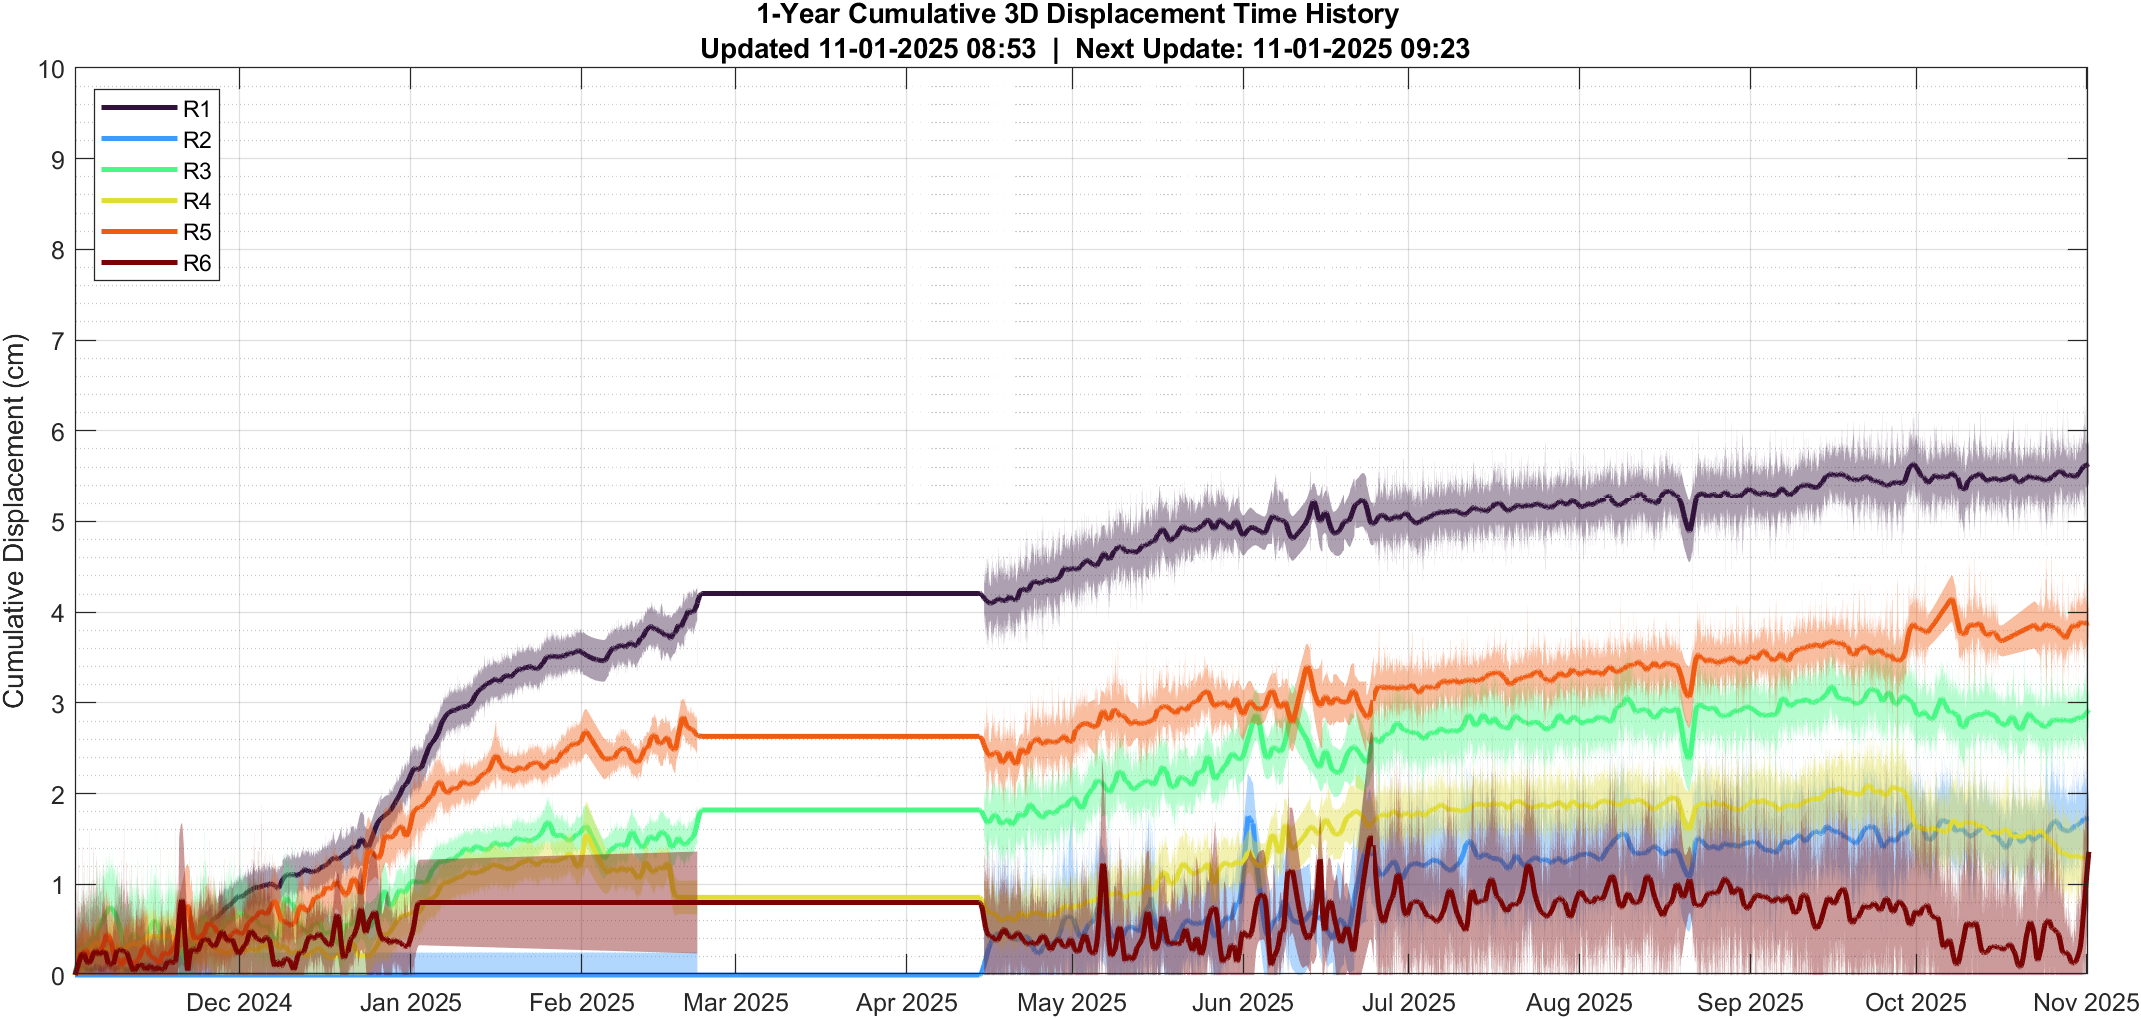 1-Year Cumulative 3D Displacement Time History
Updated 11-01-2025 08:53 | Next Update: 11-01-2025 09:23
10
9
8
7
6
5
4
3
2
1
0
Cumulative Displacement (cm)
R1
R2
R3
R4
R5
R6
Dec 2024 Jan 2025 Feb 2025 Mar 2025 Apr 2025 May 2025 Jun 2025 Jul 2025 Aug 2025 Sep 2025 Oct 2025 Nov 2025